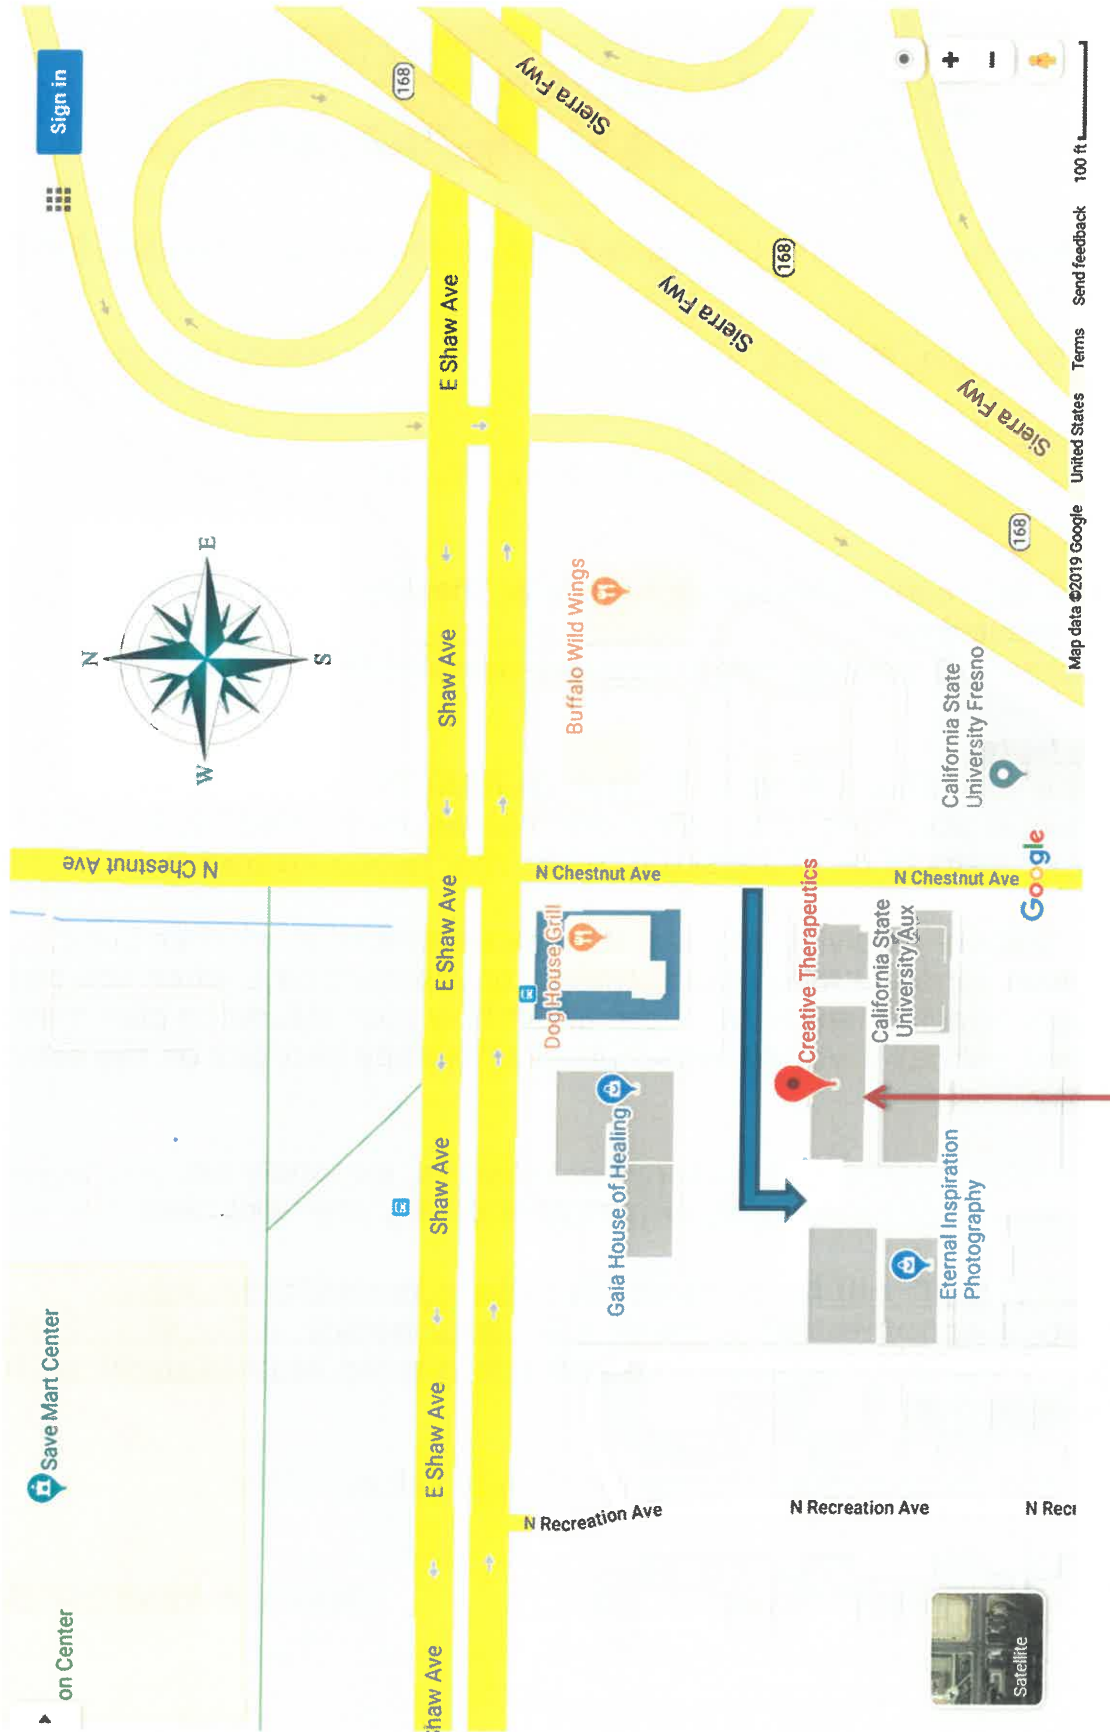 Sign in
on Center
Save Mart Center
N Chestnut Ave
N
W
E
S
168
Sierra Fwy
haw Ave
E Shaw Ave
Shaw Ave
E Shaw Ave
Shaw Ave
E Shaw Ave
N Recreation Ave
Dog House Grill
N Chestnut Ave
Buffalo Wild Wings
Gaia House of Healing
Sierra Fwy
168
N Recreation Ave
Creative Therapeutics
California State
University Aux
N Chestnut Ave
Eternal Inspiration
Photography
California State
University Fresno
Sierra Fwy
168
N Recr
Satellite
Google
Map data ©2019 Google
United States
Terms
Send feedback
100 ft